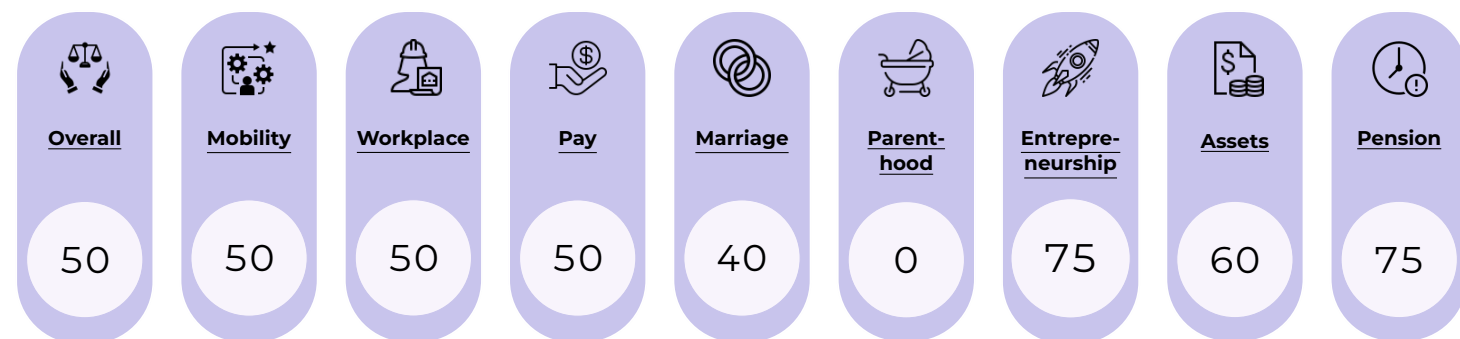 Overall
50
Mobility
50
Workplace
50
$
Pay
50
Marriage
40
Parent-
hood
0
Entrepre-
neurship
75
$
Assets
60
!
Pension
75